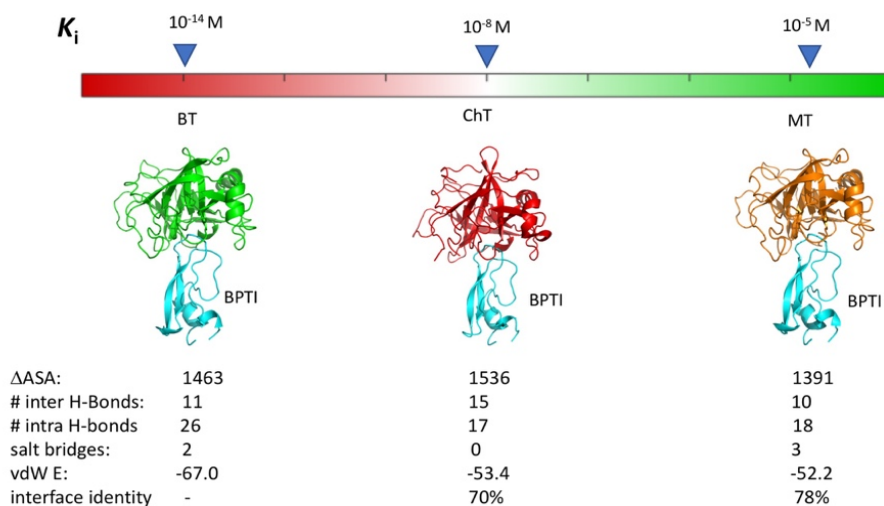 Ki 10-14 M 10-8 M 10-5 M
BT ChT MT
BPTI BPTI BPTI
ΔASA: 1463 1536 1391
# inter H-Bonds: 11 15 10
# intra H-bonds 26 17 18
salt bridges: 2 0 3
vdW E: -67.0 -53.4 -52.2
interface identity - 70% 78%